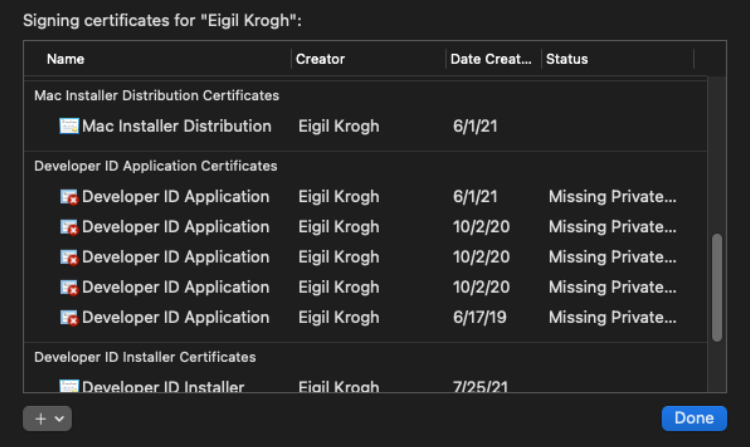 Signing certificates for "Eigil Krogh":
Name Creator Date Creat... Status
Mac Installer Distribution Certificates
Mac Installer Distribution Eigil Krogh 6/1/21
Developer ID Application Certificates
Developer ID Application Eigil Krogh 6/1/21 Missing Private...
Developer ID Application Eigil Krogh 10/2/20 Missing Private...
Developer ID Application Eigil Krogh 10/2/20 Missing Private...
Developer ID Application Eigil Krogh 10/2/20 Missing Private...
Developer ID Application Eigil Krogh 6/17/19 Missing Private...
Developer ID Installer Certificates
Developer ID Installer Eigil Krogh 7/25/21
+ Done